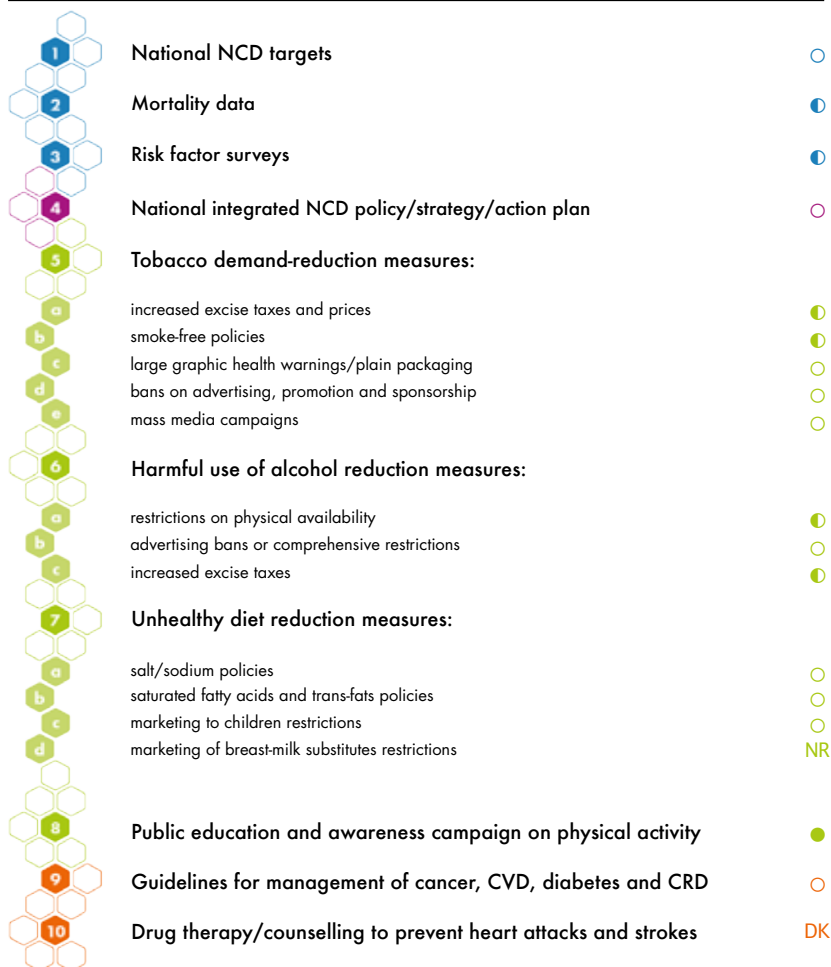 1 National NCD targets ○
2 Mortality data ◐
3 Risk factor surveys ◐
4 National integrated NCD policy/strategy/action plan ○
5 Tobacco demand-reduction measures:
a increased excise taxes and prices ◐
b smoke-free policies ◐
c large graphic health warnings/plain packaging ○
d bans on advertising, promotion and sponsorship ○
e mass media campaigns ○
6 Harmful use of alcohol reduction measures:
a restrictions on physical availability ◐
b advertising bans or comprehensive restrictions ○
c increased excise taxes ◐
7 Unhealthy diet reduction measures:
a salt/sodium policies ○
b saturated fatty acids and trans-fats policies ○
c marketing to children restrictions ○
d marketing of breast-milk substitutes restrictions NR
8 Public education and awareness campaign on physical activity ●
9 Guidelines for management of cancer, CVD, diabetes and CRD ○
10 Drug therapy/counselling to prevent heart attacks and strokes DK